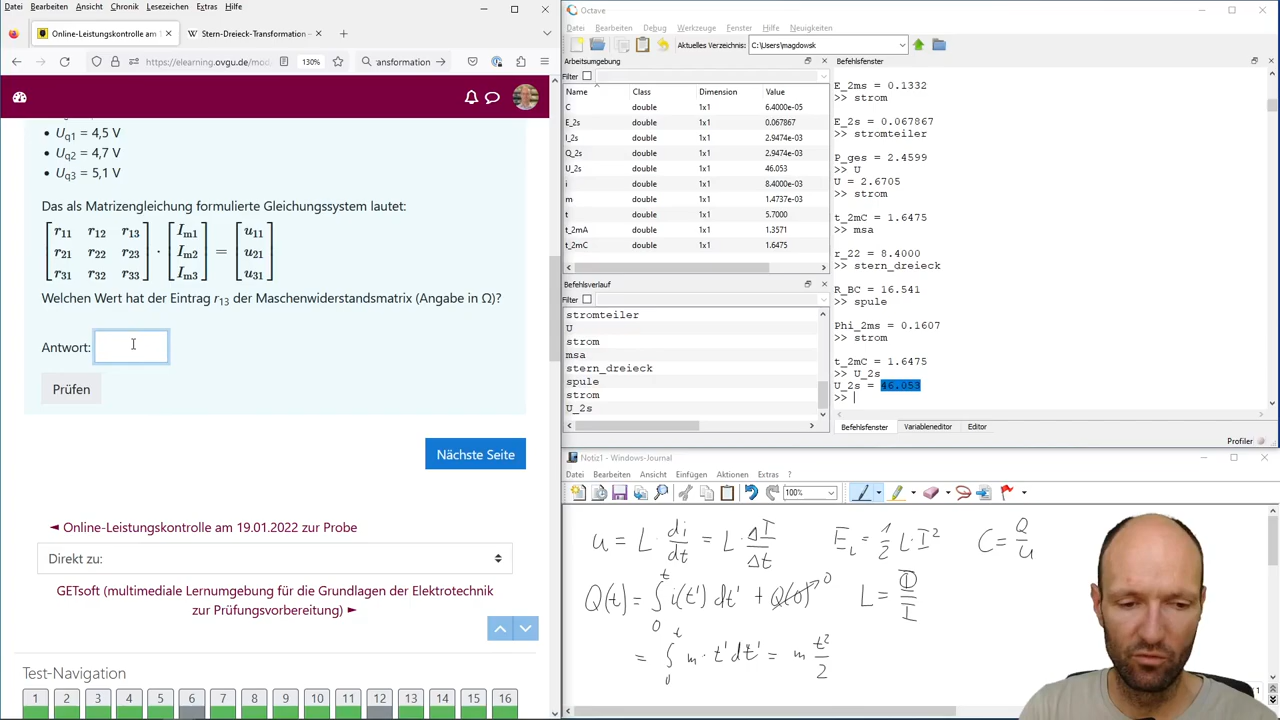 Datei Bearbeiten Ansicht Chronik Lesezeichen Extras Hilfe
Online-Leistungskontrolle am 1
Stern-Dreieck-Transformation –
https://elearning.ovgu.de/mod
130%
ansformation
U_q1 = 4,5 V
U_q2 = 4,7 V
U_q3 = 5,1 V
Das als Matrizengleichung formulierte Gleichungssystem lautet:
r11 r12 r13 Im1 u11
r21 r22 r23 · Im2 = u21
r31 r32 r33 Im3 u31
Welchen Wert hat der Eintrag r13 der Maschenwiderstandsmatrix (Angabe in Ω)?
Antwort:
Prüfen
Nächste Seite
◄ Online-Leistungskontrolle am 19.01.2022 zur Probe
Direkt zu:
GETsoft (multimediale Lernumgebung für die Grundlagen der Elektrotechnik
zur Prüfungsvorbereitung) ►
Test-Navigation
1 2 3 4 5 6 7 8 9 10 11 12 13 14 15 16
Octave
Datei Bearbeiten Debug Werkzeuge Fenster Hilfe Neuigkeiten
Aktuelles Verzeichnis: C:\Users\magdowsk
Arbeitsumgebung
Filter
Name Class Dimension Value
C double 1x1 6.4000e-05
E_2s double 1x1 0.067867
I_2s double 1x1 2.9474e-03
Q_2s double 1x1 2.9474e-03
U_2s double 1x1 46.053
i double 1x1 8.4000e-03
m double 1x1 1.4737e-03
t double 1x1 5.7000
t_2mA double 1x1 1.3571
t_2mC double 1x1 1.6475
Befehlsverlauf
Filter
stromteiler
U
strom
msa
stern_dreieck
spule
strom
U_2s
Befehlsfenster
E_2ms = 0.1332
>> strom
E_2s = 0.067867
>> stromteiler
P_ges = 2.4599
>> U
U = 2.6705
>> strom
t_2mC = 1.6475
>> msa
r_22 = 8.4000
>> stern_dreieck
R_BC = 16.541
>> spule
Phi_2ms = 0.1607
>> strom
t_2mC = 1.6475
>> U_2s
U_2s = 46.053
>>
Befehlsfenster Variableneditor Editor
Profiler
Notiz1 - Windows-Journal
Datei Bearbeiten Ansicht Einfügen Aktionen Extras ?
100%
u = L · di/dt = L · ΔI/Δt E_L = 1/2 L·I² C = Q/U
Q(t) = ∫₀ᵗ i(t') dt' + Q(0) 0 L = Φ/I
= ∫₀ᵗ m · t' dt' = m t²/2
1